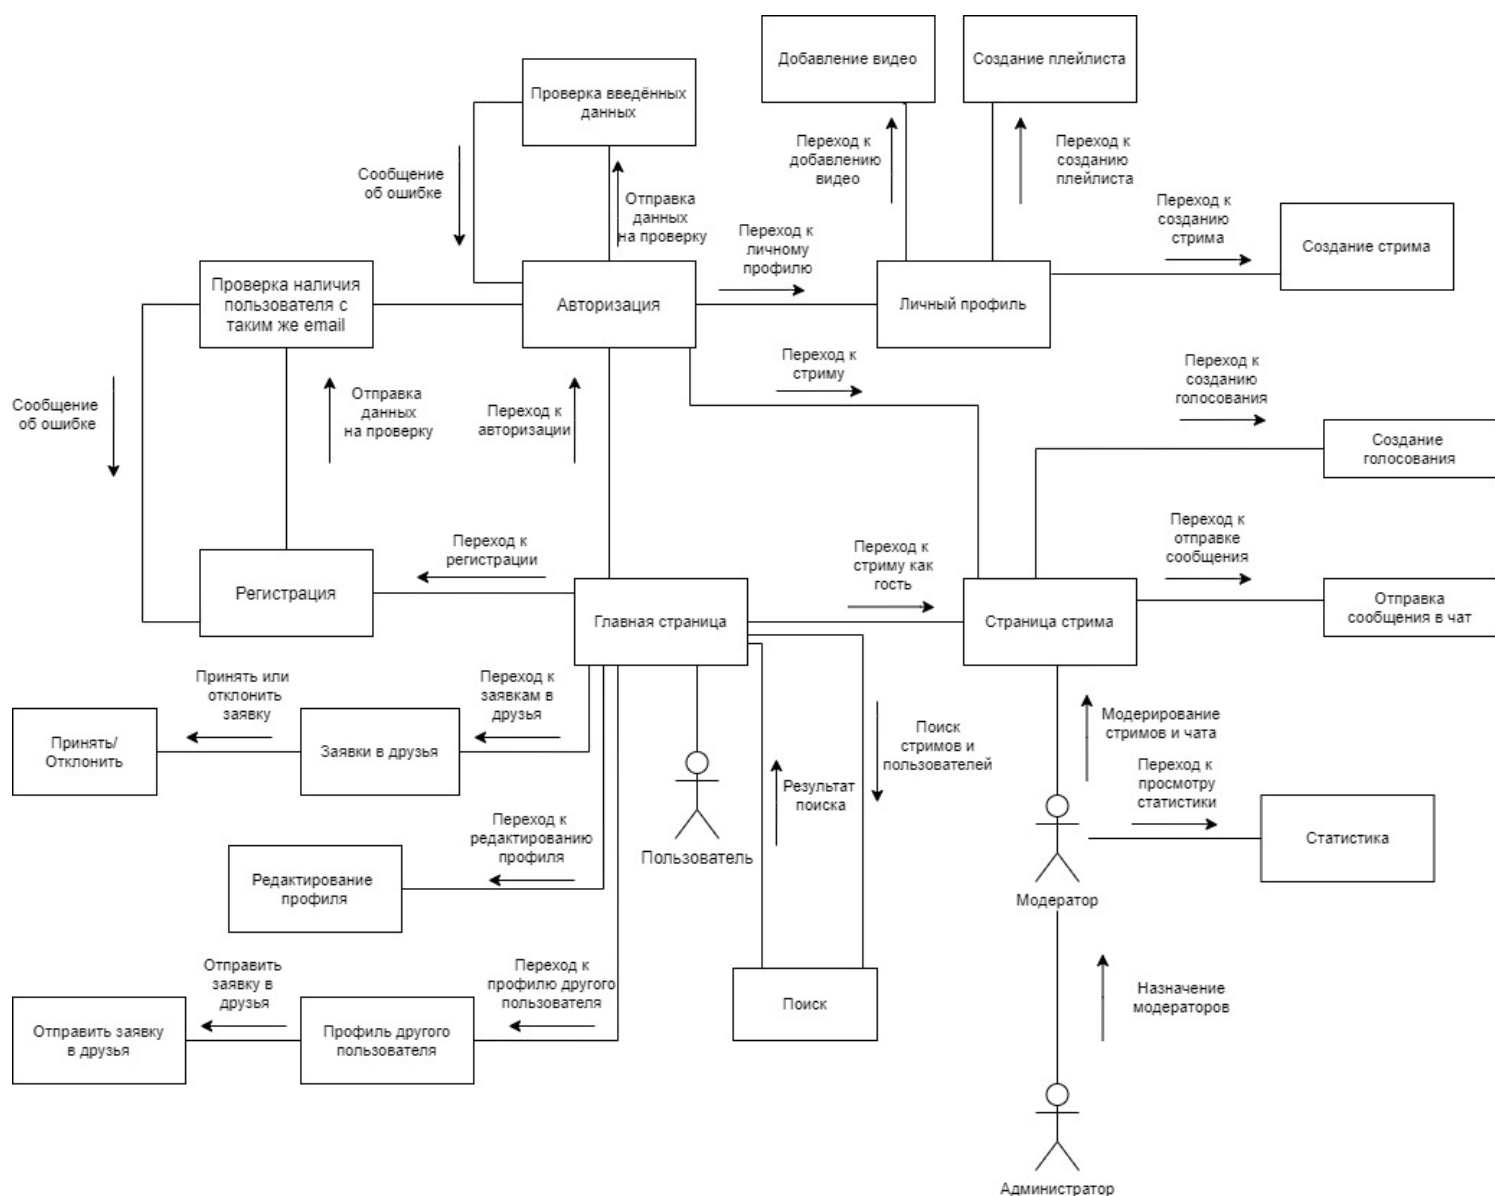 Добавление видео
Создание плейлиста
Проверка введённых
данных
Переход к
добавлению
видео
Переход к
созданию
плейлиста
Сообщение
об ошибке
Отправка
данных
на проверку
Переход к
личному
профилю
Переход к
созданию
стрима
Создание стрима
Проверка наличия
пользователя с
таким же email
Авторизация
Личный профиль
Переход к
стриму
Переход к
созданию
голосования
Сообщение
об ошибке
Отправка
данных
на проверку
Переход к
авторизации
Создание
голосования
Переход к
регистрации
Переход к
стриму как
гость
Переход к
отправке
сообщения
Регистрация
Главная страница
Страница стрима
Отправка
сообщения в чат
Принять или
отклонить
заявку
Переход к
заявкам в
друзья
Принять/
Отклонить
Заявки в друзья
Поиск
стримов и
пользователей
Модерирование
стримов и чата
Результат
поиска
Переход к
просмотру
статистики
Переход к
редактированию
профиля
Пользователь
Статистика
Редактирование
профиля
Модератор
Отправить
заявку в
друзья
Переход к
профилю другого
пользователя
Поиск
Назначение
модераторов
Отправить заявку
в друзья
Профиль другого
пользователя
Администратор